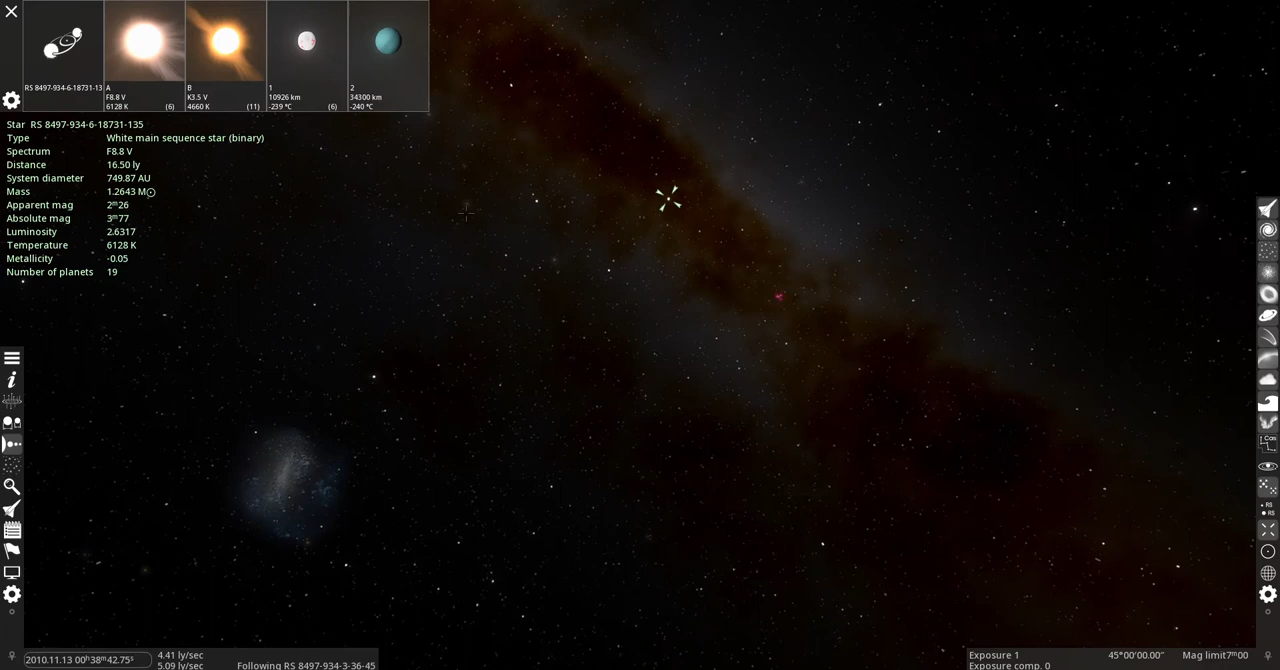 RS 8497-934-6-18731-13
A
F8.8 V
6128 K (6)
B
K3.5 V
4660 K (11)
1
10926 km
-239 °C (6)
2
34300 km
-240 °C
Star RS 8497-934-6-18731-135
Type White main sequence star (binary)
Spectrum F8.8 V
Distance 16.50 ly
System diameter 749.87 AU
Mass 1.2643 M☉
Apparent mag 2ᵐ26
Absolute mag 3ᵐ77
Luminosity 2.6317
Temperature 6128 K
Metallicity -0.05
Number of planets 19
Cas
RS
RS
2010.11.13 00ʰ38ᵐ42.75ˢ
4.41 ly/sec
5.09 ly/sec
Following RS 8497-934-3-36-45
Exposure 1
Exposure comp. 0
45°00'00.00"
Mag limit 7ᵐ00